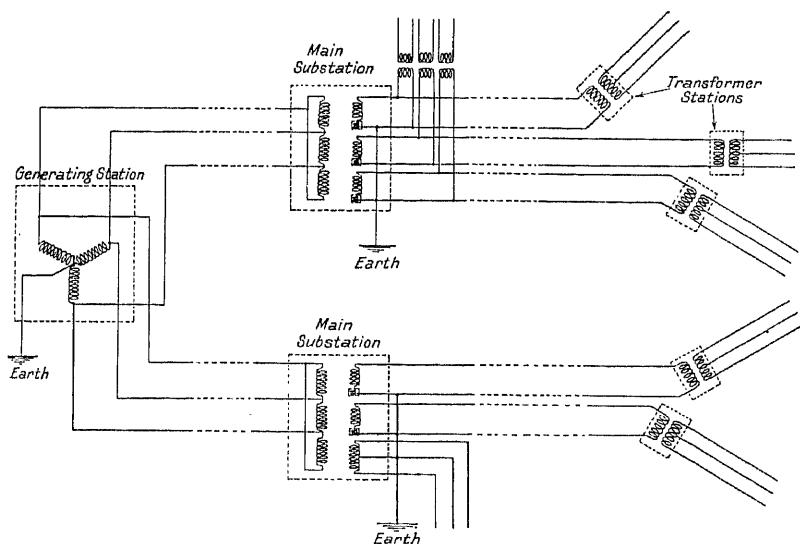 Main
Substation
Transformer
Stations
Generating Station
Earth
Main
Substation
Earth
Earth